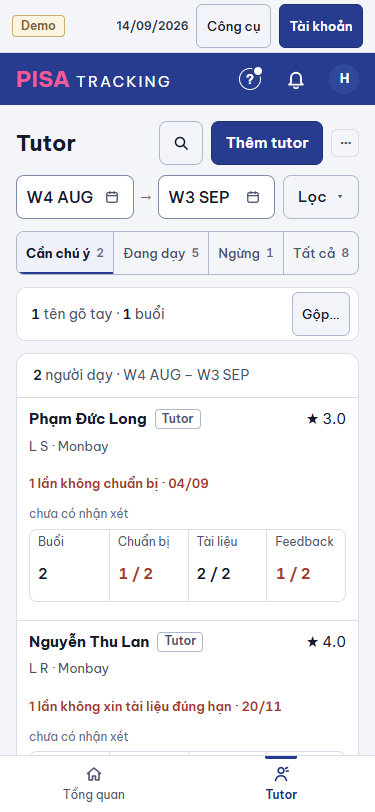 Demo 14/09/2026 Công cụ Tài khoản
PISA TRACKING ? H
Tutor Thêm tutor ...
W4 AUG → W3 SEP Lọc
Cần chú ý 2 Đang dạy 5 Ngừng 1 Tất cả 8
1 tên gõ tay · 1 buổi Gộp...
2 người dạy · W4 AUG – W3 SEP
Phạm Đức Long Tutor ★ 3.0
L S · Monbay
1 lần không chuẩn bị · 04/09
chưa có nhận xét
Buổi Chuẩn bị Tài liệu Feedback
2 1 / 2 2 / 2 1 / 2
Nguyễn Thu Lan Tutor ★ 4.0
L R · Monbay
1 lần không xin tài liệu đúng hạn · 20/11
chưa có nhận xét
Tổng quan Tutor